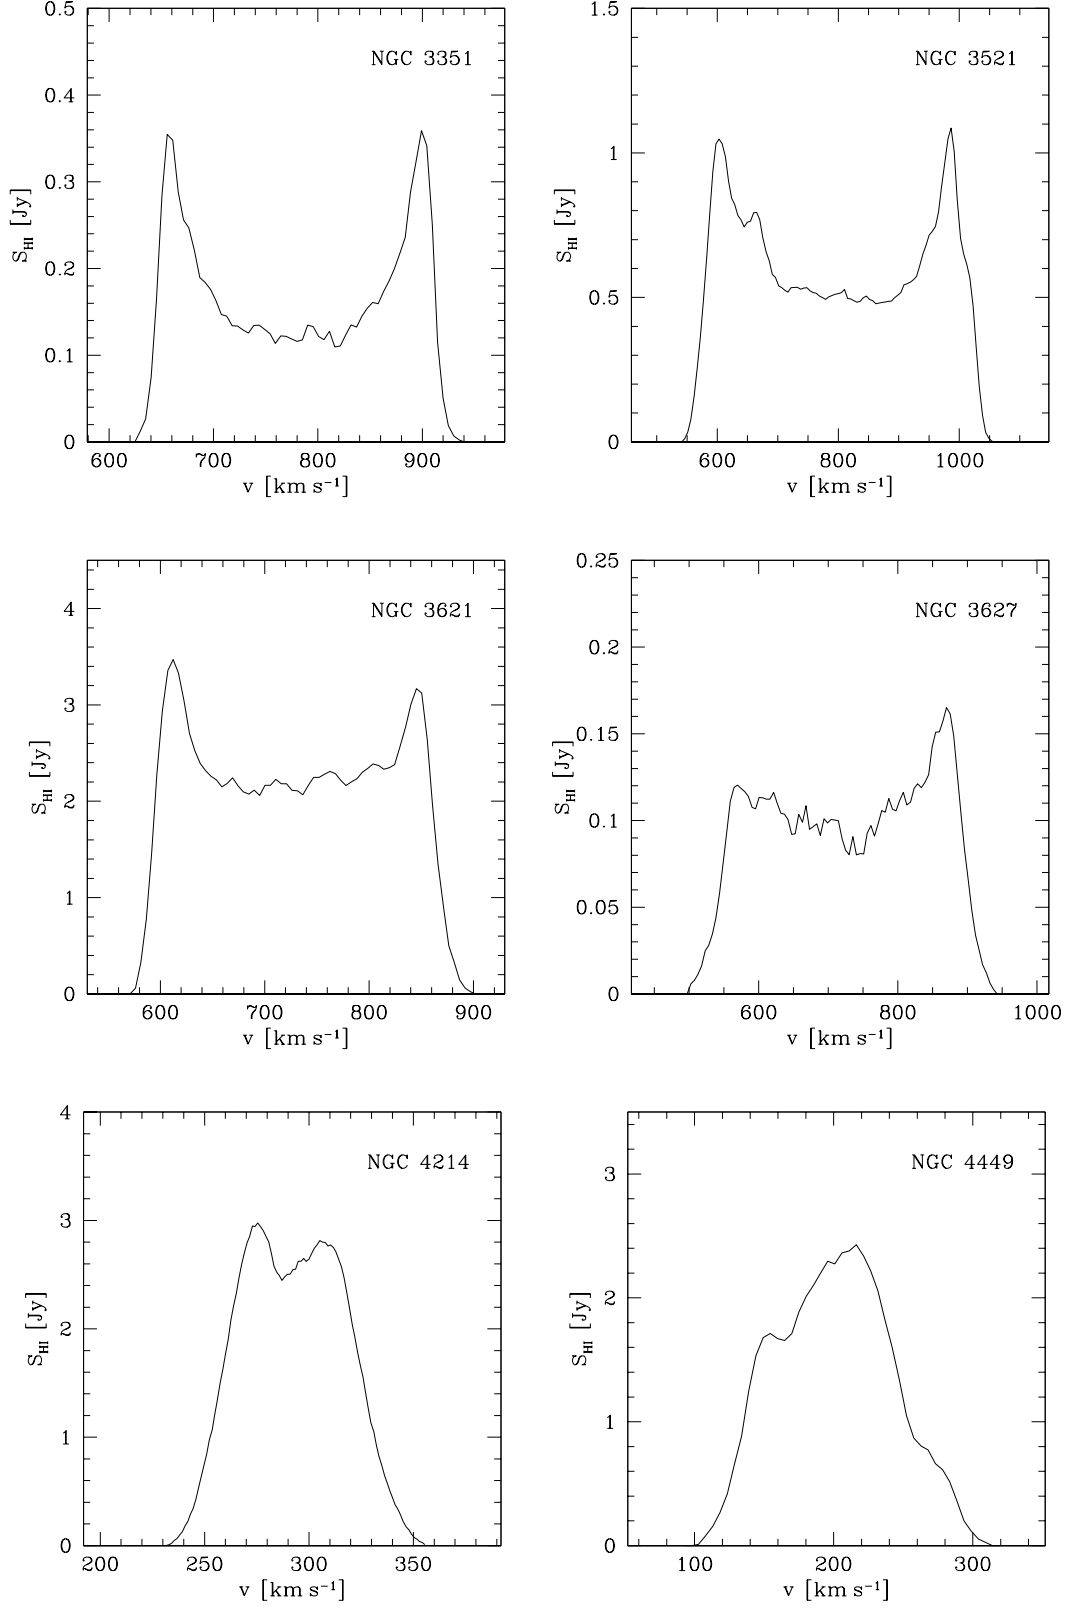 0.5
NGC 3351
0.4
0.3
S_HI [Jy]
0.2
0.1
0
600 700 800 900
v [km s⁻¹]
1.5
NGC 3521
1
S_HI [Jy]
0.5
0
600 800 1000
v [km s⁻¹]
NGC 3621
4
3
S_HI [Jy]
2
1
0
600 700 800 900
v [km s⁻¹]
0.25
NGC 3627
0.2
0.15
S_HI [Jy]
0.1
0.05
0
600 800 1000
v [km s⁻¹]
4
NGC 4214
3
S_HI [Jy]
2
1
0
200 250 300 350
v [km s⁻¹]
NGC 4449
3
S_HI [Jy]
2
1
0
100 200 300
v [km s⁻¹]